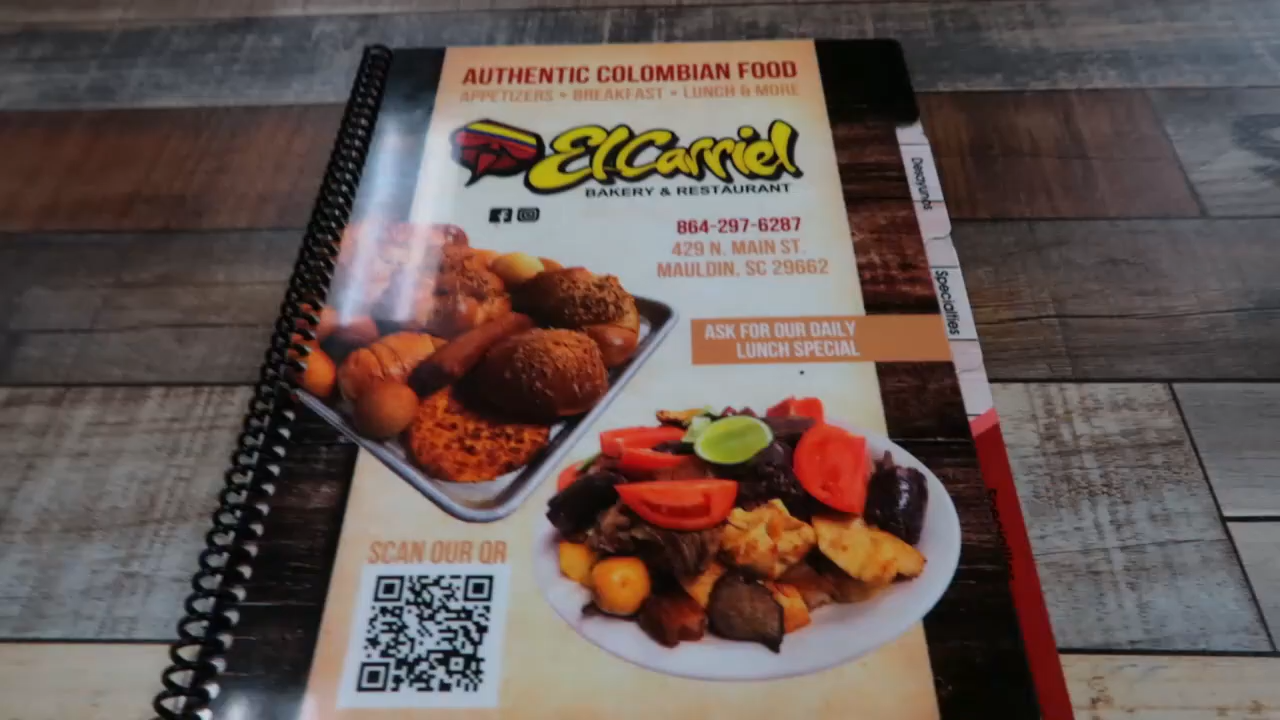 AUTHENTIC COLOMBIAN FOOD
APPETIZERS • BREAKFAST • LUNCH & MORE
El Carriel
BAKERY & RESTAURANT
864-297-6287
429 N. MAIN ST.
MAULDIN, SC 29662
ASK FOR OUR DAILY
LUNCH SPECIAL
SCAN OUR QR
Desayunos
Specialties